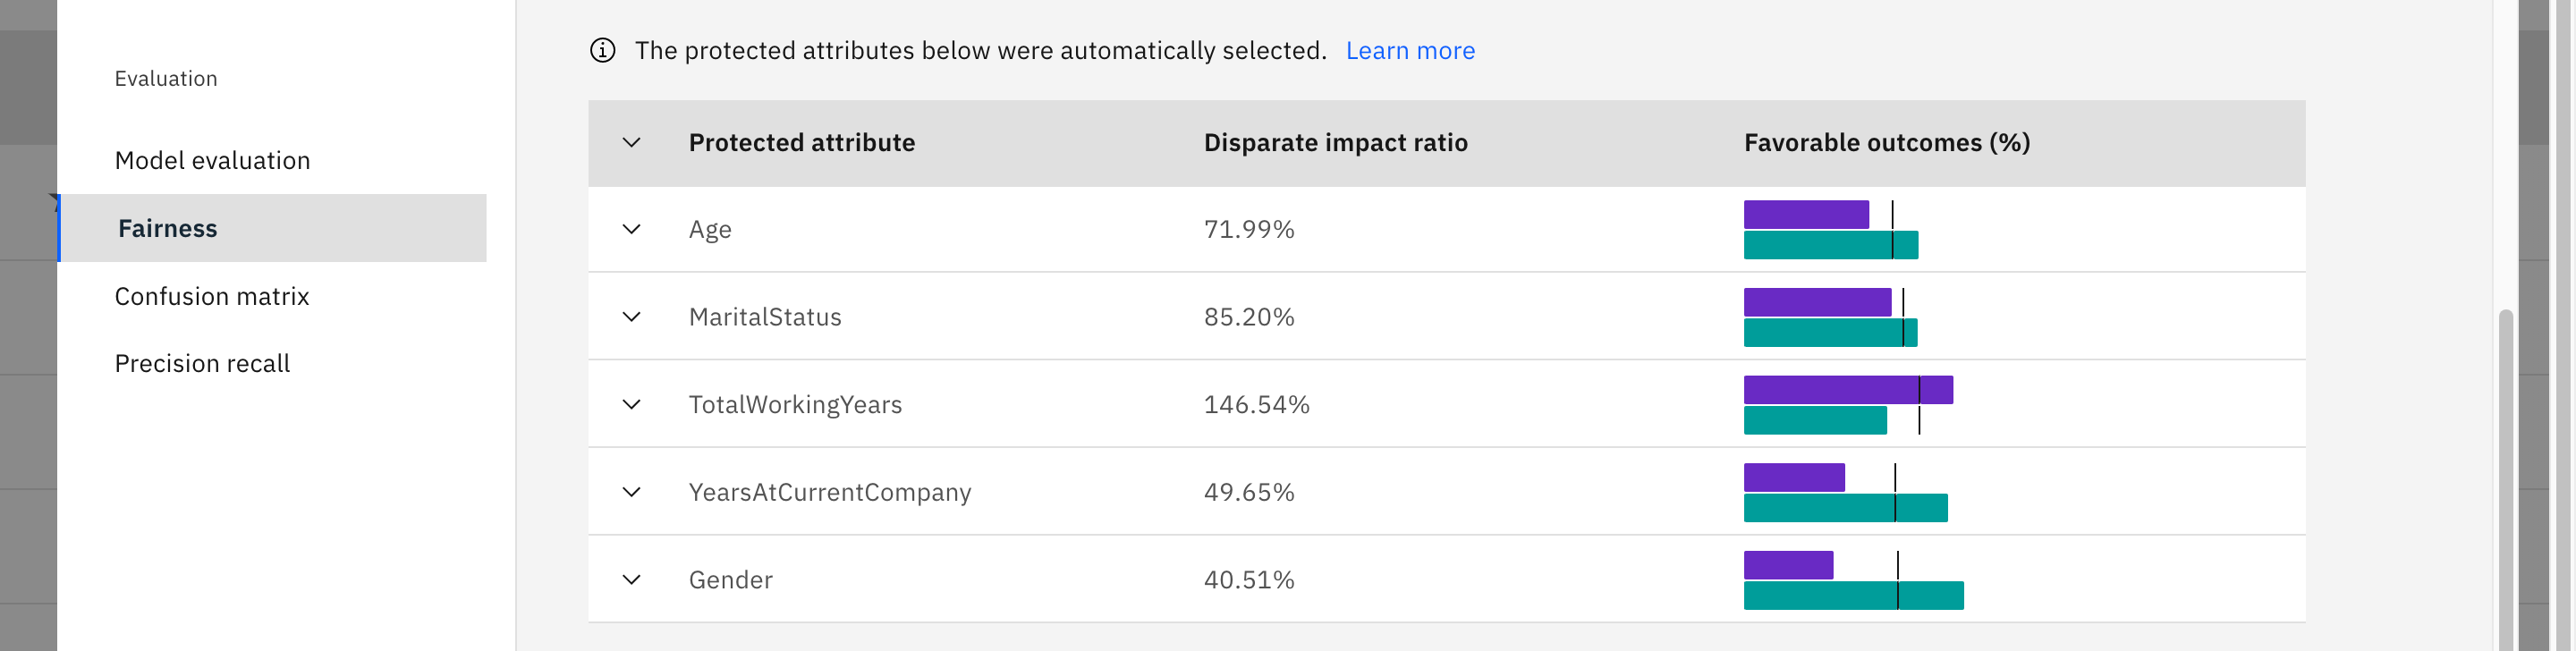 Evaluation
Model evaluation
Fairness
Confusion matrix
Precision recall
The protected attributes below were automatically selected. Learn more
Protected attribute Disparate impact ratio Favorable outcomes (%)
Age 71.99%
MaritalStatus 85.20%
TotalWorkingYears 146.54%
YearsAtCurrentCompany 49.65%
Gender 40.51%